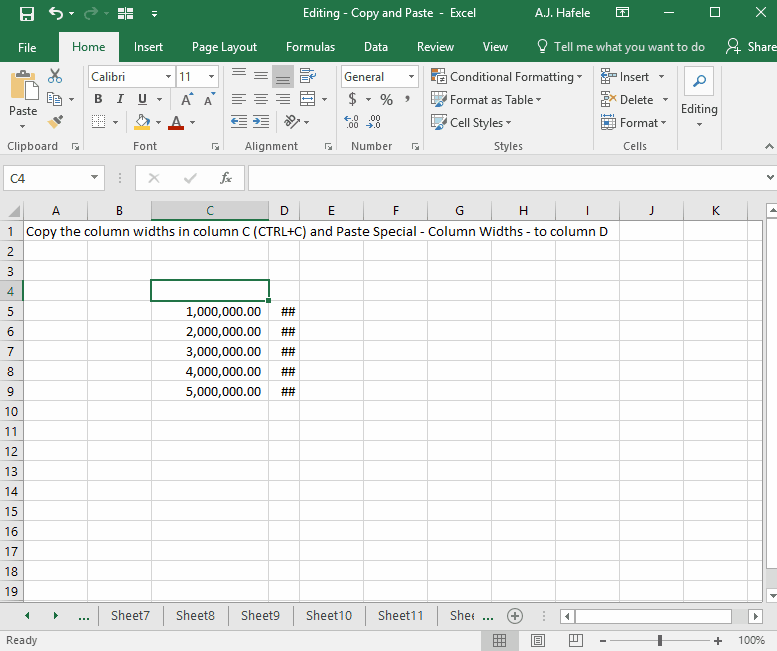 Editing - Copy and Paste - Excel A.J. Hafele
File Home Insert Page Layout Formulas Data Review View Tell me what you want to do Share
Paste Calibri 11 General Conditional Formatting Insert
B I U A A $ % , Format as Table Delete Editing
A .00 Cell Styles Format
Clipboard Font Alignment Number Styles Cells
C4 fx
A B C D E F G H I J K
1 Copy the column widths in column C (CTRL+C) and Paste Special - Column Widths - to column D
2
3
4
5 1,000,000.00 ##
6 2,000,000.00 ##
7 3,000,000.00 ##
8 4,000,000.00 ##
9 5,000,000.00 ##
10
11
12
13
14
15
16
17
18
19
... Sheet7 Sheet8 Sheet9 Sheet10 Sheet11 Shee ...
Ready 100%